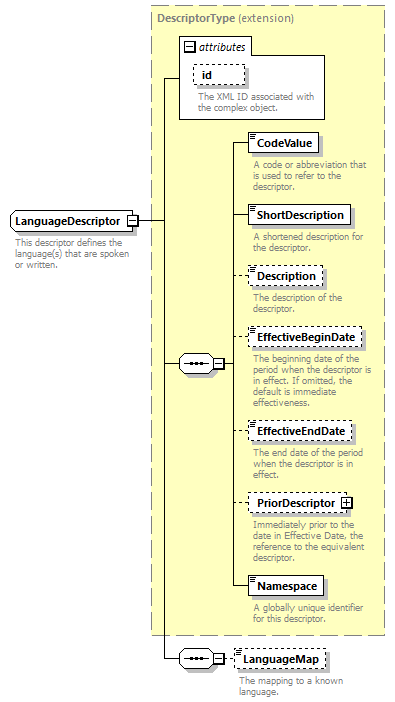 DescriptorType (extension)
attributes
id
The XML ID associated with
the complex object.
CodeValue
A code or abbreviation that
is used to refer to the
descriptor.
LanguageDescriptor
This descriptor defines the
language(s) that are spoken
or written.
ShortDescription
A shortened description for
the descriptor.
Description
The description of the
descriptor.
EffectiveBeginDate
The beginning date of the
period when the descriptor is
in effect. If omitted, the
default is immediate
effectiveness.
EffectiveEndDate
The end date of the period
when the descriptor is in
effect.
PriorDescriptor
Immediately prior to the
date in Effective Date, the
reference to the equivalent
descriptor.
Namespace
A globally unique identifier
for this descriptor.
LanguageMap
The mapping to a known
language.